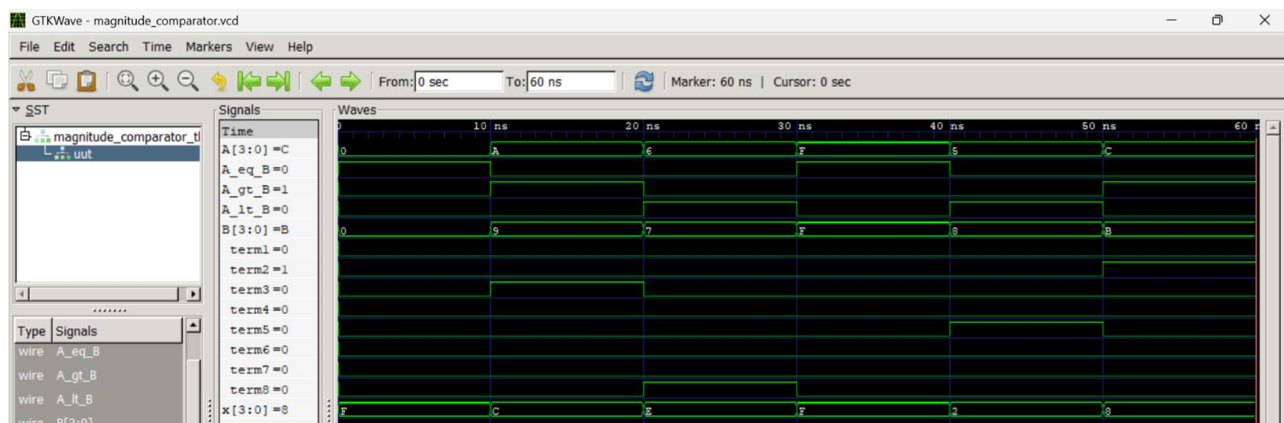 GTKWave - magnitude_comparator.vcd
File Edit Search Time Markers View Help
From: 0 sec To: 60 ns Marker: 60 ns | Cursor: 0 sec
SST
magnitude_comparator_t
uut
Type Signals
wire A_eq_B
wire A_gt_B
wire A_lt_B
wire B[3:0]
Signals
Time
A[3:0] =C
A_eq_B=0
A_gt_B=1
A_lt_B=0
B[3:0] =B
term1=0
term2=1
term3=0
term4=0
term5=0
term6=0
term7=0
term8=0
x[3:0] =8
Waves
10 ns 20 ns 30 ns 40 ns 50 ns 60
0 A 6 F 5 C
0 9 7 F 8 B
F C E F 2 8